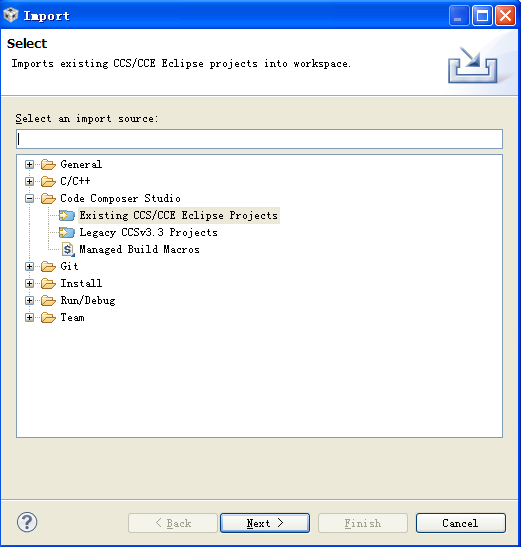 Import
Select
Imports existing CCS/CCE Eclipse projects into workspace.
Select an import source:
General
C/C++
Code Composer Studio
Existing CCS/CCE Eclipse Projects
Legacy CCSv3.3 Projects
Managed Build Macros
Git
Install
Run/Debug
Team
< Back
Next >
Finish
Cancel